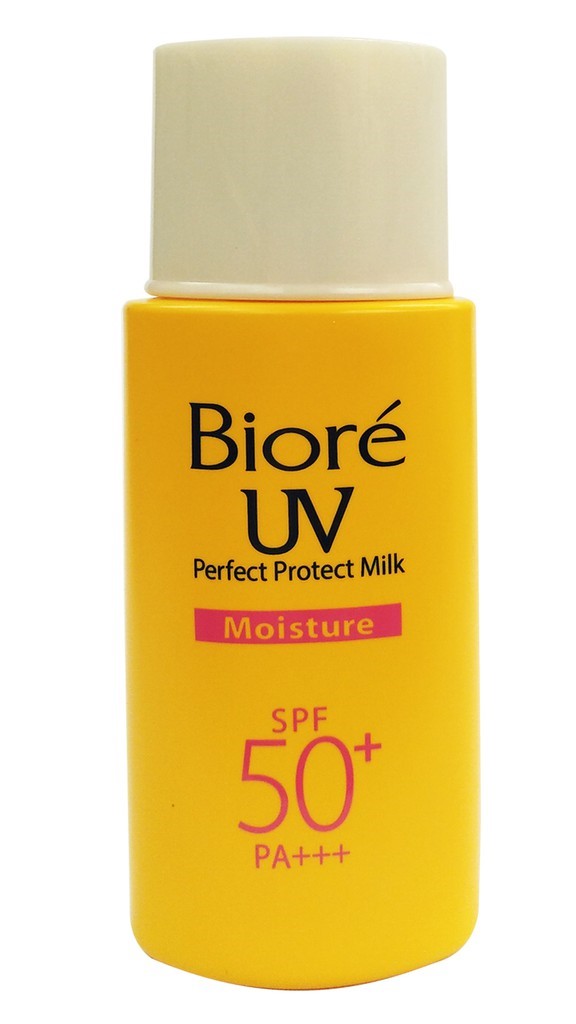 Bioré
UV
Perfect Protect Milk
Moisture
SPF
50+
PA+++